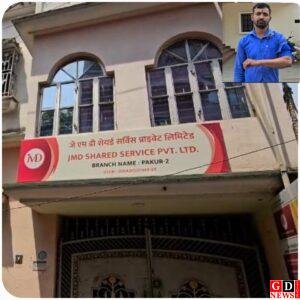 जे एम डी शेयर्ड सर्विस प्राइवेट लिमिटेड
MD
JMD SHARED SERVICE PVT. LTD.
BRANCH NAME : PAKUR-2
GD
NEWS